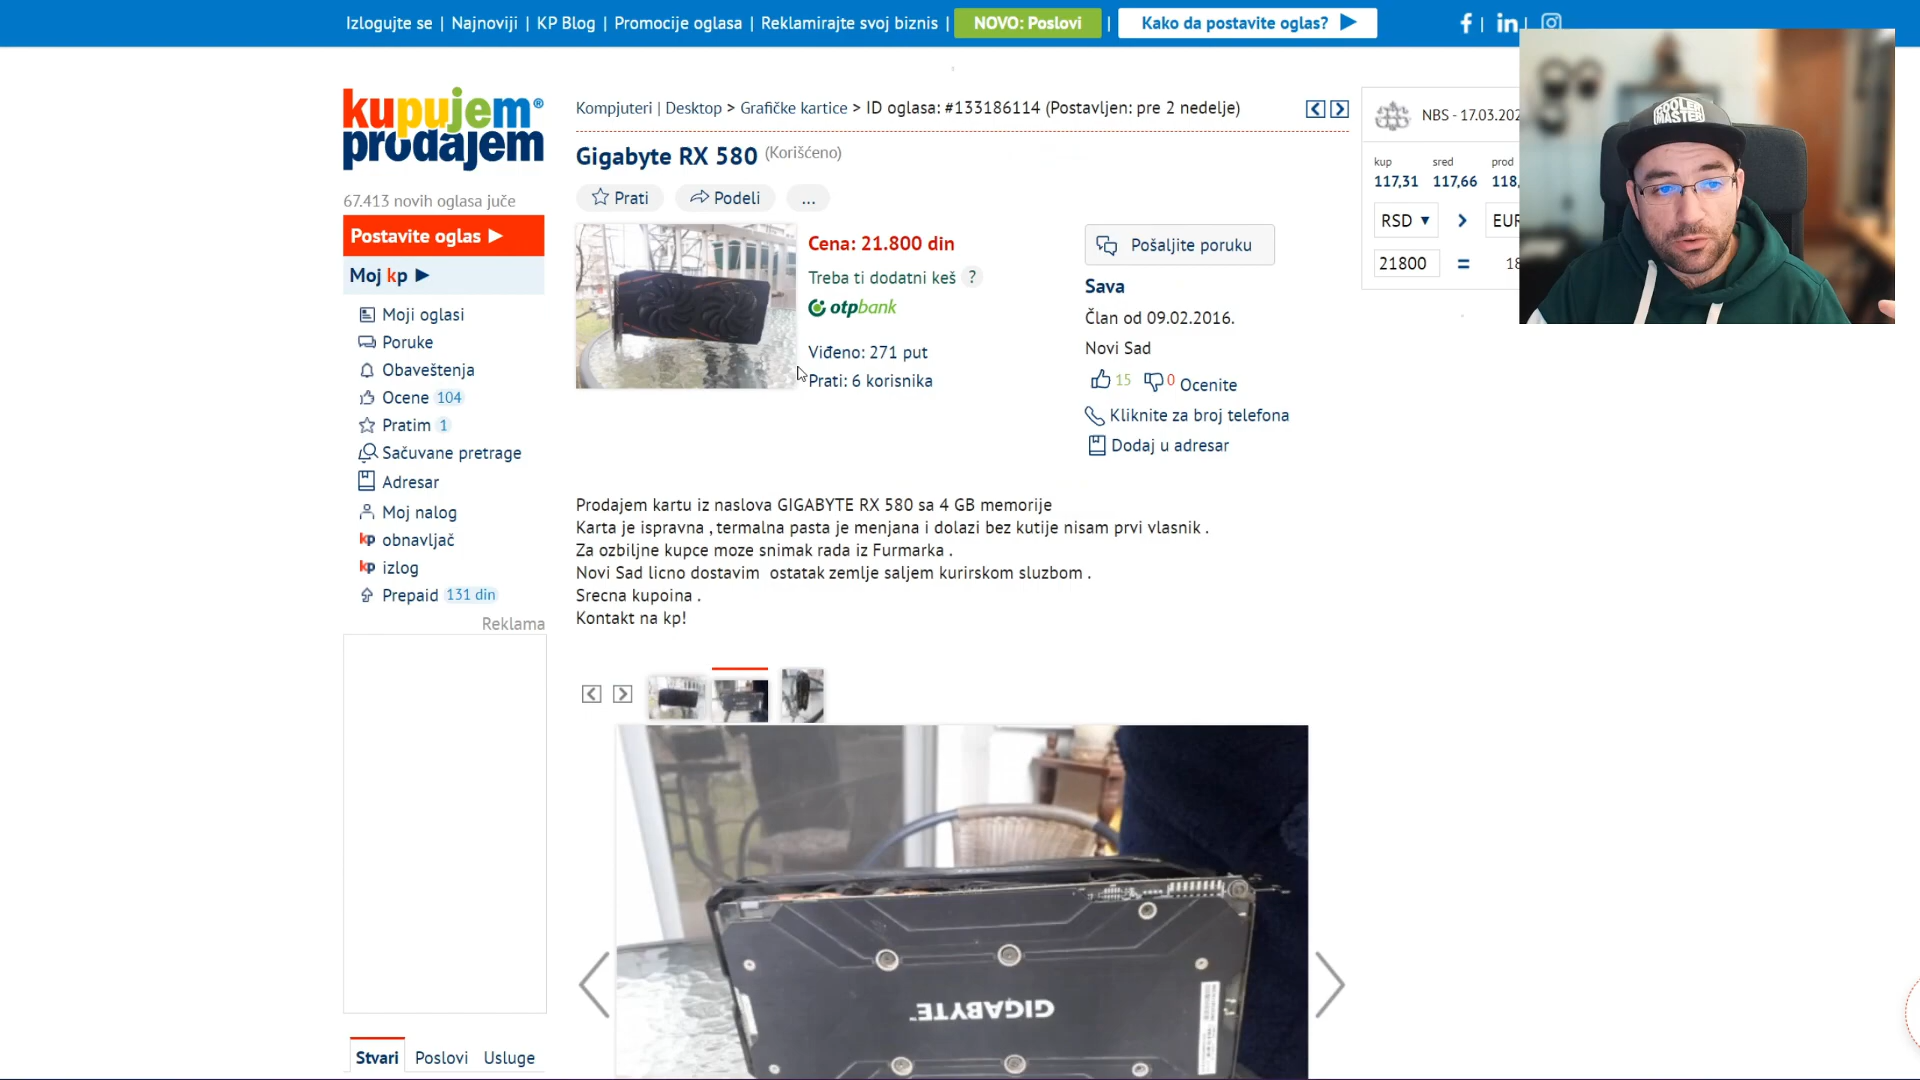 Izlogujte se | Najnoviji | KP Blog | Promocije oglasa | Reklamirajte svoj biznis | NOVO: Poslovi | Kako da postavite oglas?
kupujem®
prodajem
67.413 novih oglasa juče
Postavite oglas
Moj kp
Moji oglasi
Poruke
Obaveštenja
Ocene 104
Pratim 1
Sačuvane pretrage
Adresar
Moj nalog
kp obnavljač
kp izlog
Prepaid 131 din
Reklama
Stvari Poslovi Usluge
Kompjuteri | Desktop > Grafičke kartice > ID oglasa: #133186114 (Postavljen: pre 2 nedelje)
Gigabyte RX 580 (Korišćeno)
Prati Podeli ...
Cena: 21.800 din
Treba ti dodatni keš ?
otpbank
Viđeno: 271 put
Prati: 6 korisnika
Pošaljite poruku
Sava
Član od 09.02.2016.
Novi Sad
15 0 Ocenite
Kliknite za broj telefona
Dodaj u adresar
Prodajem kartu iz naslova GIGABYTE RX 580 sa 4 GB memorije
Karta je ispravna , termalna pasta je menjana i dolazi bez kutije nisam prvi vlasnik .
Za ozbiljne kupce moze snimak rada iz Furmarka .
Novi Sad licno dostavim ostatak zemlje saljem kurirskom sluzbom .
Srecna kupoina .
Kontakt na kp!
GIGABYTE™
NBS - 17.03.202
kup sred prod
117,31 117,66 118,
RSD > EUR
21800 = 18
COOLER
MASTER